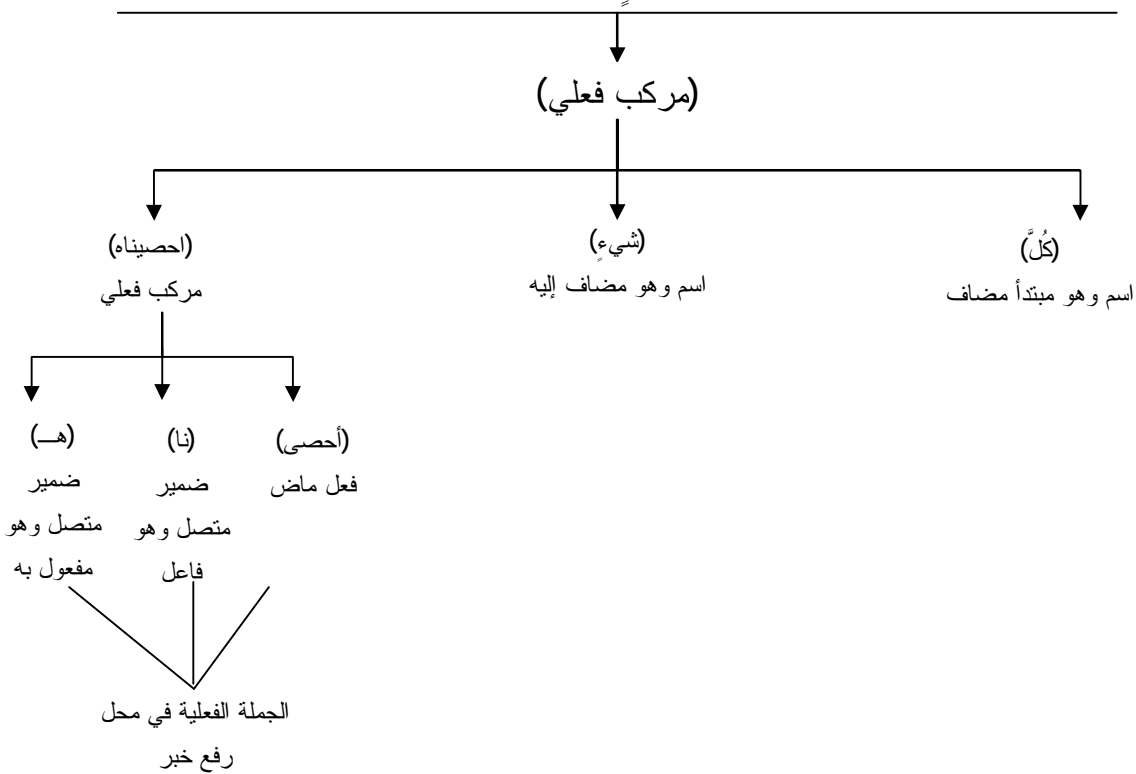 (مركب فعلي)
(كُلَّ)
اسم وهو مبتدأ مضاف
(شيءٍ)
اسم وهو مضاف إليه
(احصيناه)
مركب فعلي
(أحصى)
فعل ماض
(نا)
ضمير
متصل وهو
فاعل
(هـ)
ضمير
متصل وهو
مفعول به
الجملة الفعلية في محل
رفع خبر